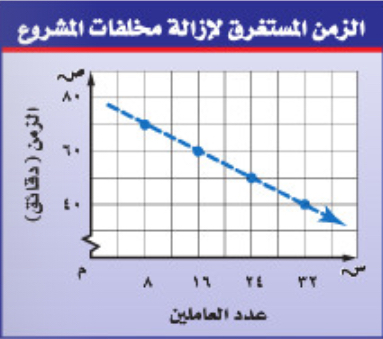 الزمن المستغرق لإزالة مخلفات المشروع
ص
٨٠
٦٠
٤٠
الزمن (دقائق)
م
٨ ١٦ ٢٤ ٣٢
س
عدد العاملين